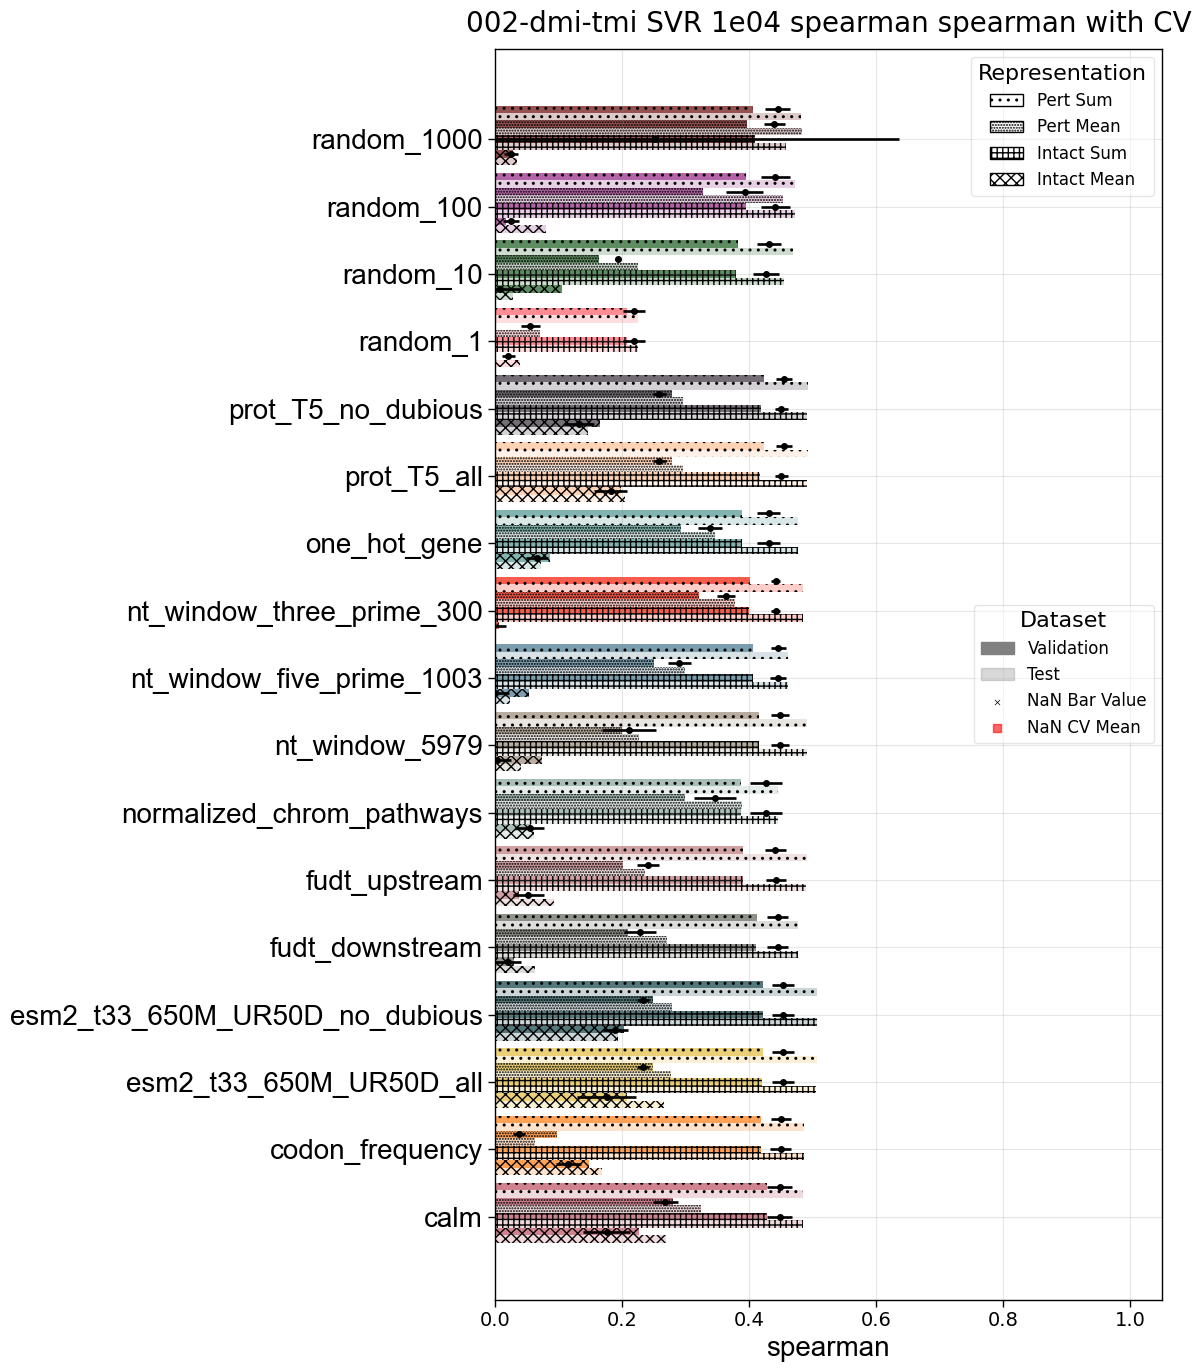 002-dmi-tmi SVR 1e04 spearman spearman with CV
Representation
Pert Sum
Pert Mean
Intact Sum
Intact Mean
random_1000
random_100
random_10
random_1
prot_T5_no_dubious
prot_T5_all
one_hot_gene
nt_window_three_prime_300
nt_window_five_prime_1003
nt_window_5979
normalized_chrom_pathways
fudt_upstream
fudt_downstream
esm2_t33_650M_UR50D_no_dubious
esm2_t33_650M_UR50D_all
codon_frequency
calm
Dataset
Validation
Test
NaN Bar Value
NaN CV Mean
0.0 0.2 0.4 0.6 0.8 1.0
spearman